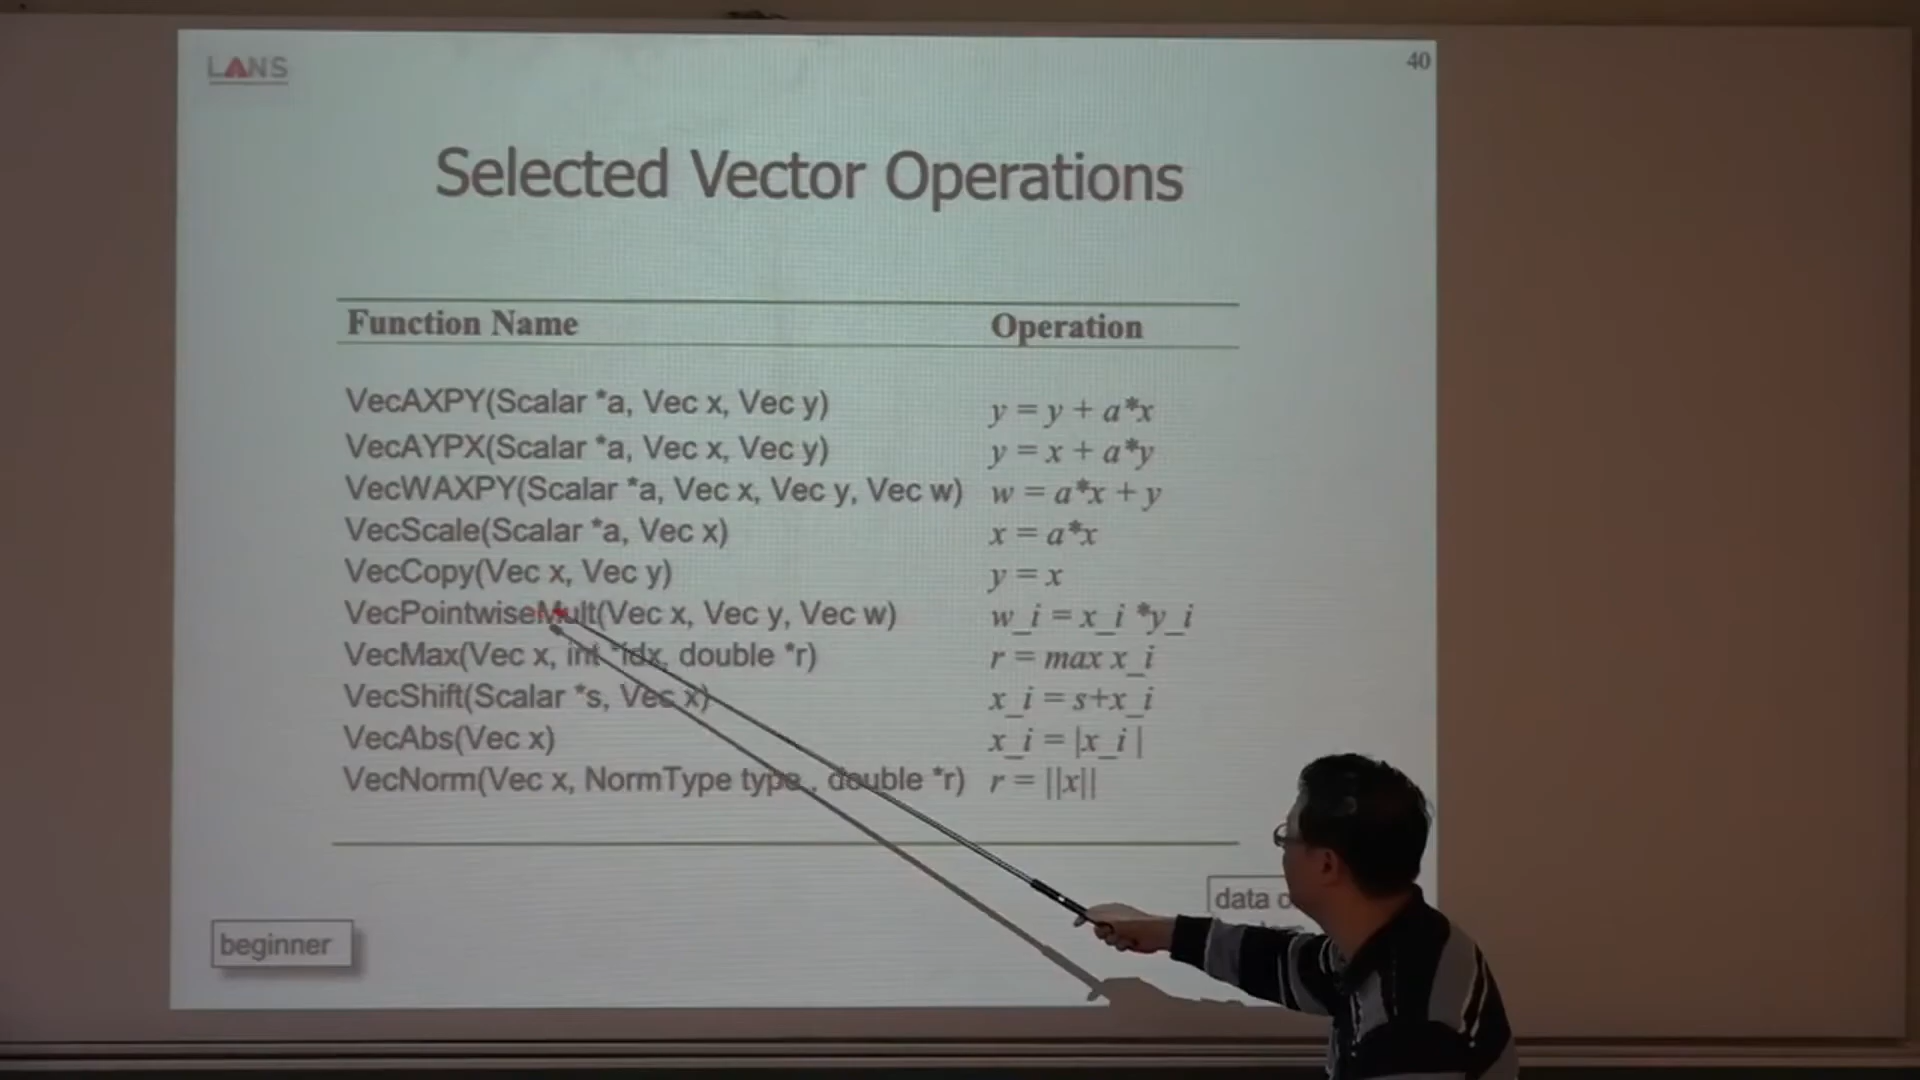 LANS
40
Selected Vector Operations
Function Name Operation
VecAXPY(Scalar *a, Vec x, Vec y) y = y + a*x
VecAYPX(Scalar *a, Vec x, Vec y) y = x + a*y
VecWAXPY(Scalar *a, Vec x, Vec y, Vec w) w = a*x + y
VecScale(Scalar *a, Vec x) x = a*x
VecCopy(Vec x, Vec y) y = x
VecPointwiseMult(Vec x, Vec y, Vec w) w_i = x_i *y_i
VecMax(Vec x, int *idx, double *r) r = max x_i
VecShift(Scalar *s, Vec x) x_i = s+x_i
VecAbs(Vec x) x_i = |x_i |
VecNorm(Vec x, NormType type , double *r) r = ||x||
data
beginner